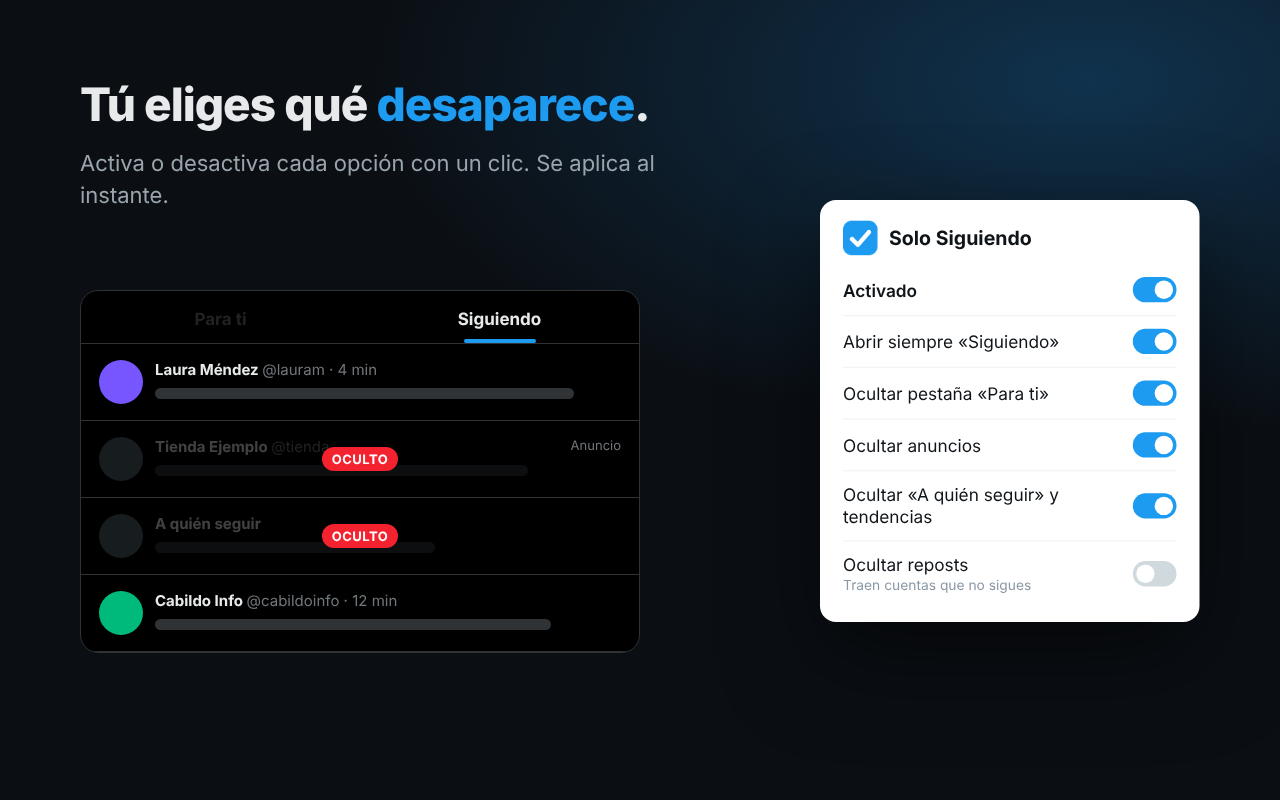 Tú eliges qué desaparece.
Activa o desactiva cada opción con un clic. Se aplica al
instante.
Para ti
Siguiendo
Laura Méndez @lauram · 4 min
Tienda Ejemplo @tienda
Anuncio
OCULTO
A quién seguir
OCULTO
Cabildo Info @cabildoinfo · 12 min
Solo Siguiendo
Activado
Abrir siempre «Siguiendo»
Ocultar pestaña «Para ti»
Ocultar anuncios
Ocultar «A quién seguir» y
tendencias
Ocultar reposts
Traen cuentas que no sigues